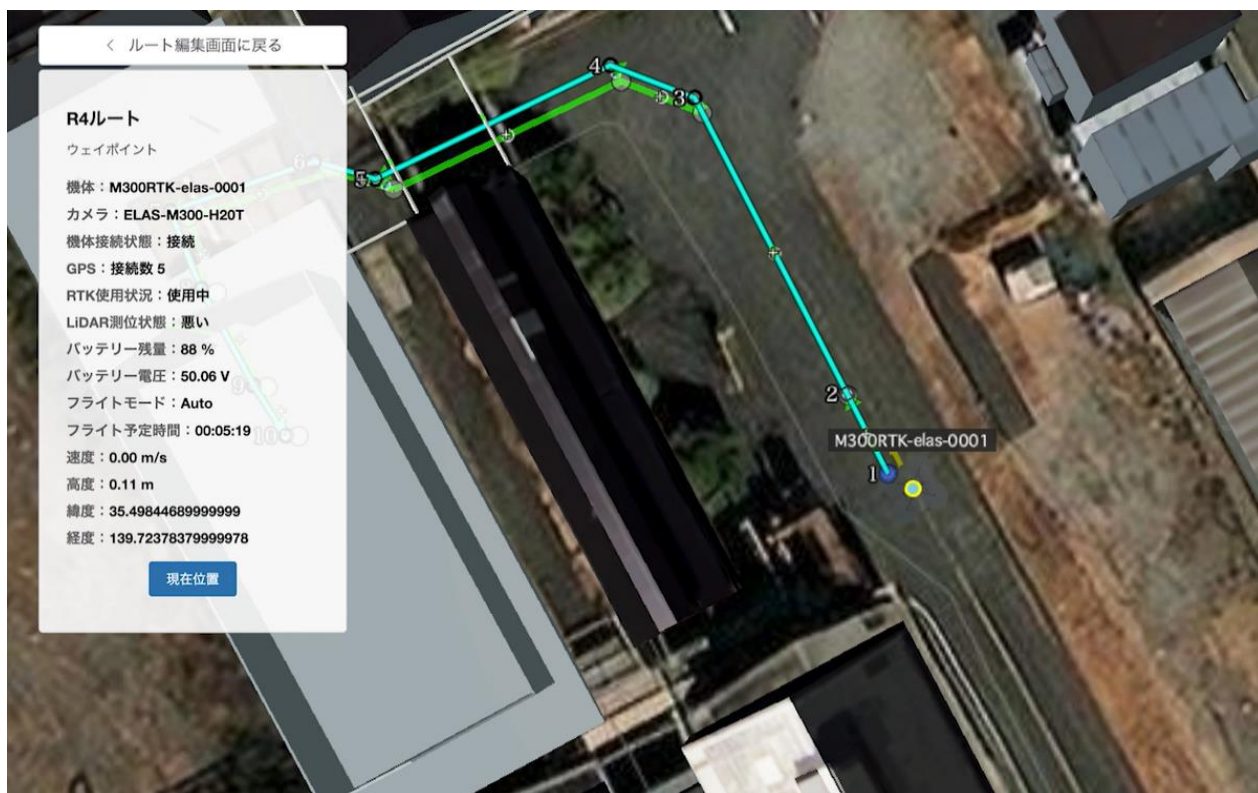 < ルート編集画面に戻る
R4ルート
ウェイポイント
機体：M300RTK-elas-0001
カメラ：ELAS-M300-H20T
機体接続状態：接続
GPS：接続数 5
RTK使用状況：使用中
LiDAR測位状態：悪い
バッテリー残量：88 %
バッテリー電圧：50.06 V
フライトモード：Auto
フライト予定時間：00:05:19
速度：0.00 m/s
高度：0.11 m
緯度：35.49844689999999
経度：139.72378379999978
現在位置
4
3
6
5
2
M300RTK-elas-0001
1
9
10